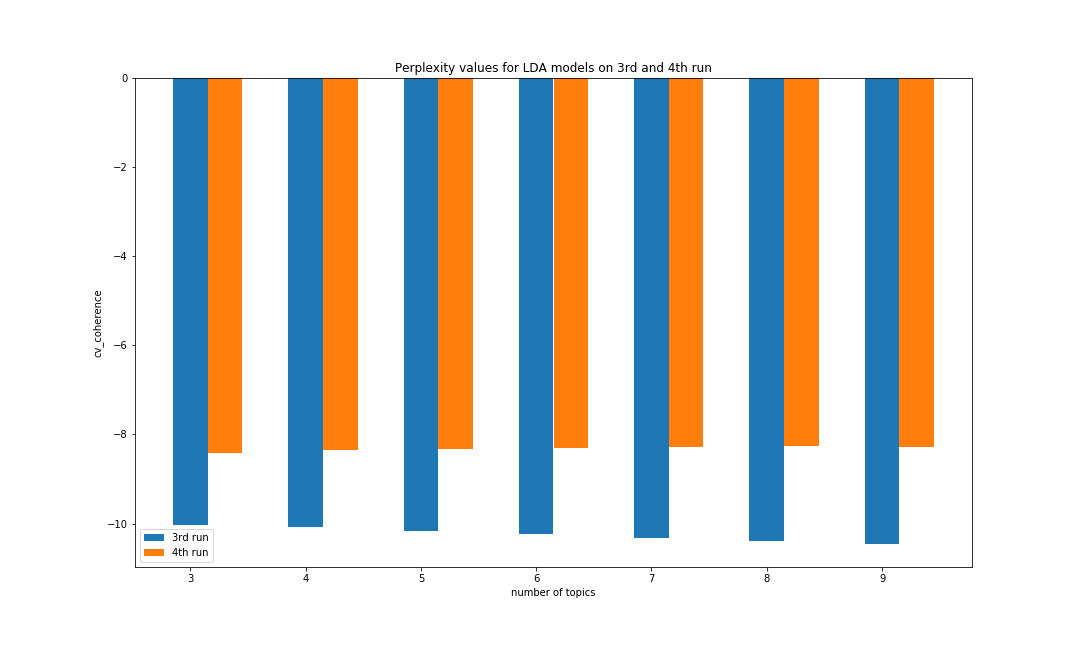 Perplexity values for LDA models on 3rd and 4th run
0
−2
−4
−6
−8
−10
cv_coherence
3rd run
4th run
3 4 5 6 7 8 9
number of topics